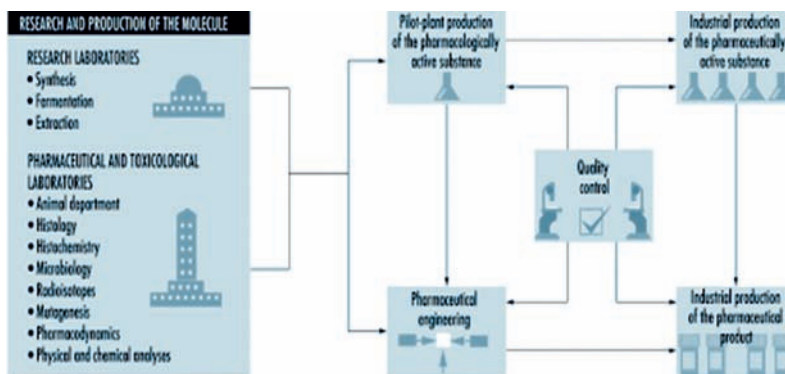 RESEARCH AND PRODUCTION OF THE MOLECULE
RESEARCH LABORATORIES
• Synthesis
• Fermentation
• Extraction
PHARMACEUTICAL AND TOXICOLOGICAL
LABORATORIES
• Animal department
• Histology
• Histochemistry
• Microbiology
• Radioisotopes
• Mutagenesis
• Pharmacodynamics
• Physical and chemical analyses
Pilot-plant production
of the pharmacologically
active substance
Industrial production
of the pharmaceutically
active substance
Quality
control
Pharmaceutical
engineering
Industrial production
of the pharmaceutical
product